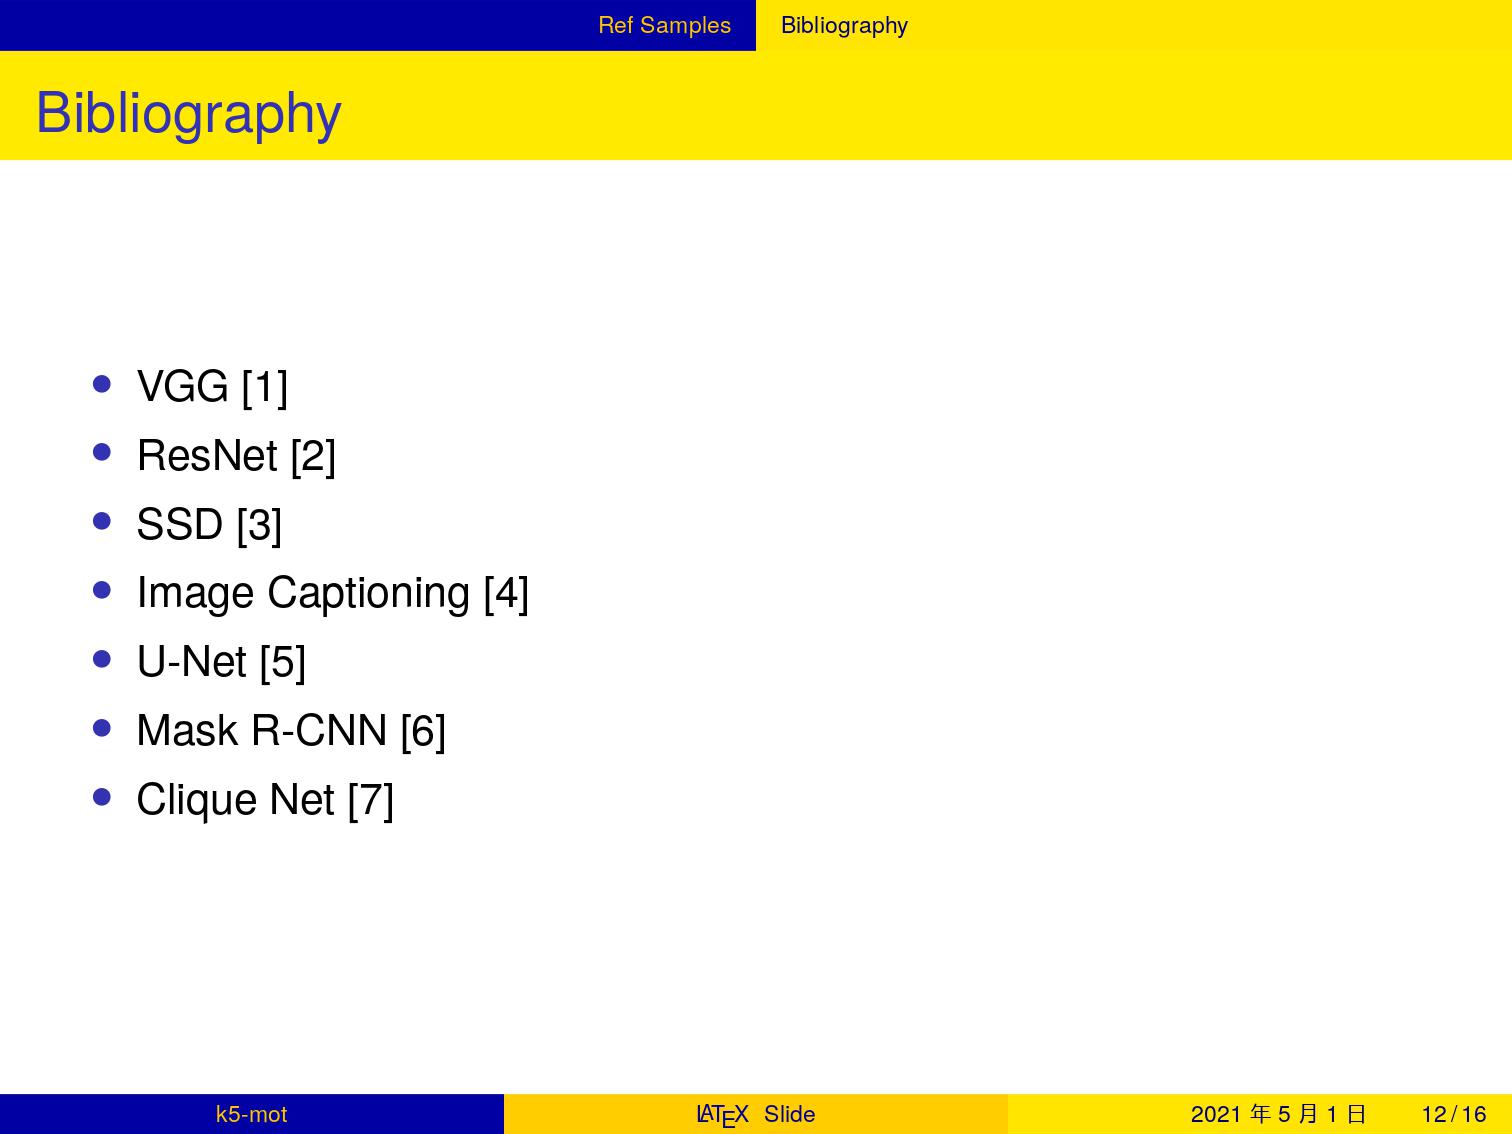 Ref Samples Bibliography
Bibliography
• VGG [1]
• ResNet [2]
• SSD [3]
• Image Captioning [4]
• U-Net [5]
• Mask R-CNN [6]
• Clique Net [7]
k5-mot LATEX Slide 2021 年 5 月 1 日 12 / 16